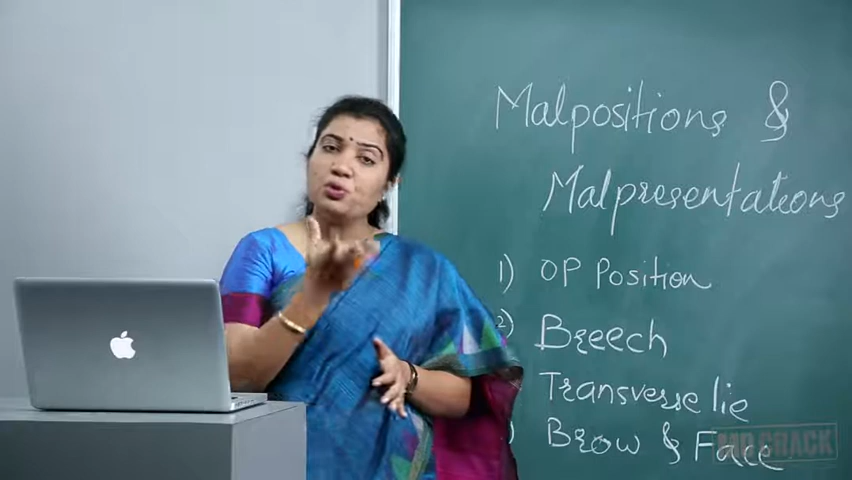 Malpositions &
Malpresentations
1) OP Position
2) Breech
Transverse lie
Brow & Face
MD CRACK